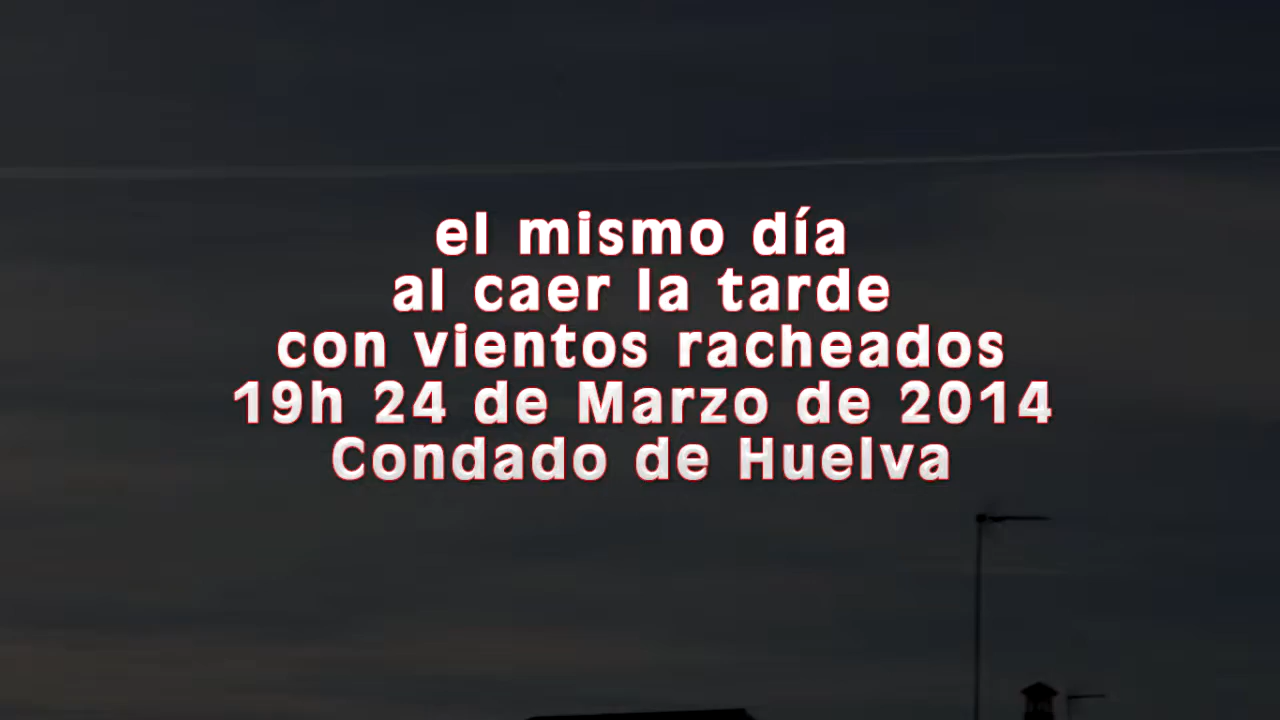 el mismo día
al caer la tarde
con vientos racheados
19h 24 de Marzo de 2014
Condado de Huelva